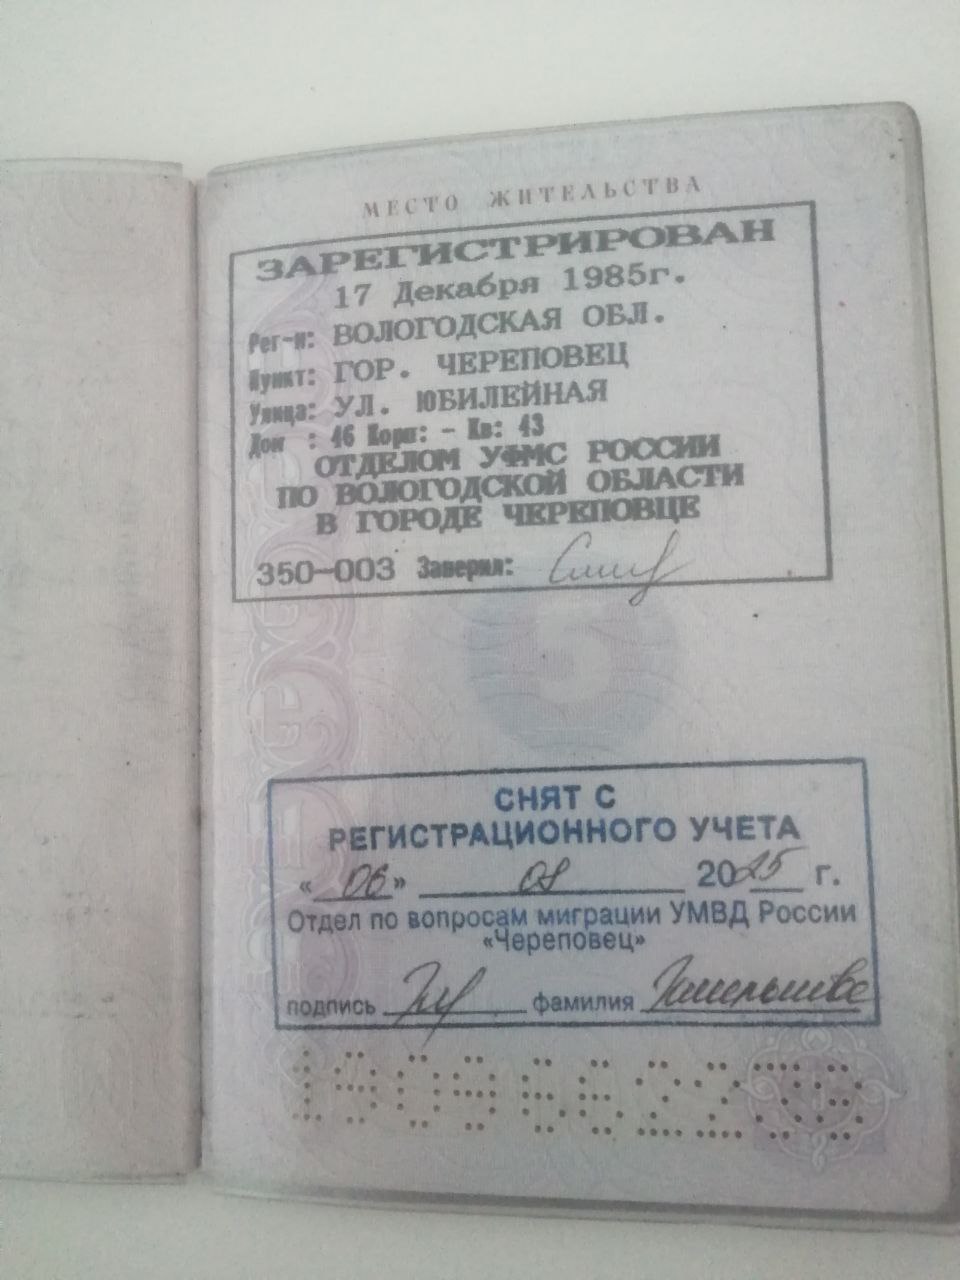 МЕСТО ЖИТЕЛЬСТВА
ЗАРЕГИСТРИРОВАН
17 Декабря 1985г.
Рег-н: ВОЛОГОДСКАЯ ОБЛ.
Пункт: ГОР. ЧЕРЕПОВЕЦ
Улица: УЛ. ЮБИЛЕЙНАЯ
Дом : 46 Корп: - Кв: 43
ОТДЕЛОМ УФМС РОССИИ
ПО ВОЛОГОДСКОЙ ОБЛАСТИ
В ГОРОДЕ ЧЕРЕПОВЦЕ
350-003 Заверил:
СНЯТ С
РЕГИСТРАЦИОННОГО УЧЕТА
«06» 08 2025 г.
Отдел по вопросам миграции УМВД России
«Череповец»
подпись фамилия